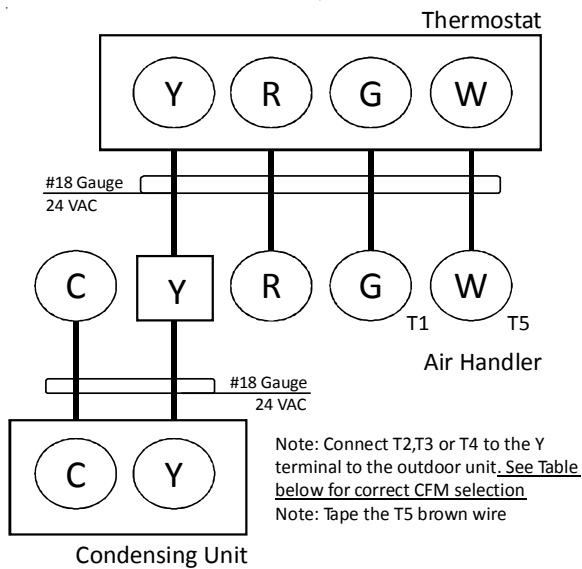 Thermostat
Y R G W
#18 Gauge
24 VAC
C Y R G W
T1 T5
Air Handler
#18 Gauge
24 VAC
C Y
Note: Connect T2,T3 or T4 to the Y
terminal to the outdoor unit. See Table
below for correct CFM selection
Note: Tape the T5 brown wire
Condensing Unit